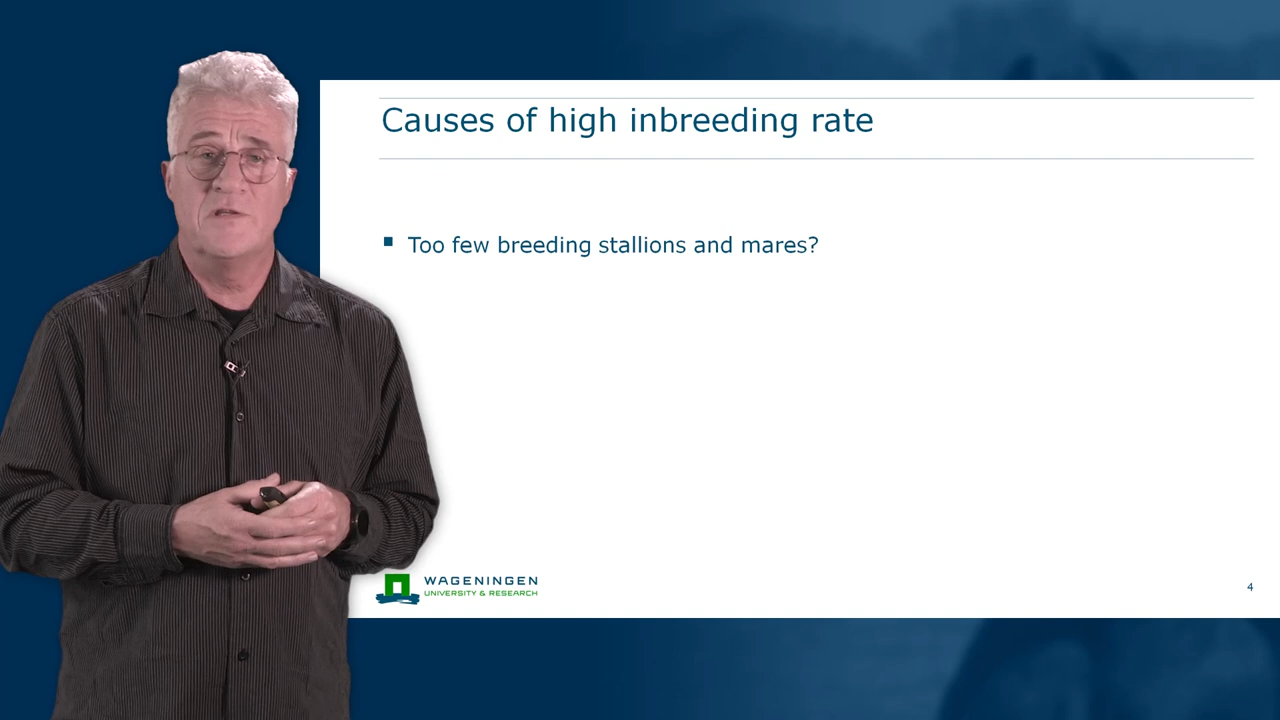 Causes of high inbreeding rate
Too few breeding stallions and mares?
WAGENINGEN
UNIVERSITY & RESEARCH
4